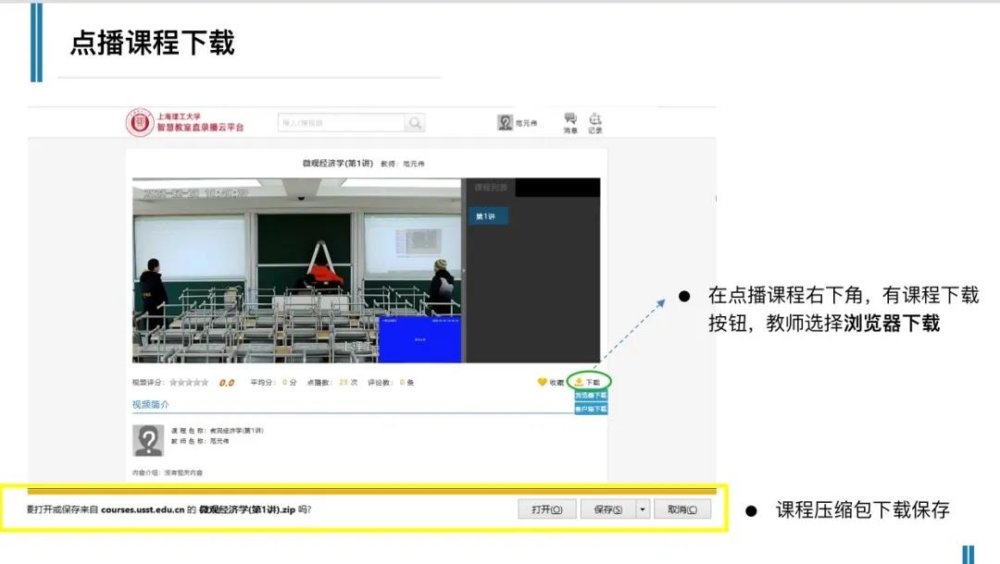 点播课程下载
上海理工大学
智慧教室直录播云平台
范元伟
消息
记录
微观经济学(第1讲) 教师：范元伟
课程列表
第1讲
在点播课程右下角，有课程下载
按钮，教师选择浏览器下载
视频评分： 0.0 平均分： 0 分 点播数： 23 次 评论数： 0 条
收藏
下载
浏览器下载
客户端下载
视频简介
课程名称：微观经济学(第1讲)
教师名称：范元伟
内容介绍：没有相关内容
要打开或保存来自 courses.usst.edu.cn 的 微观经济学(第1讲).zip 吗?
打开(O)
保存(S)
取消(C)
课程压缩包下载保存